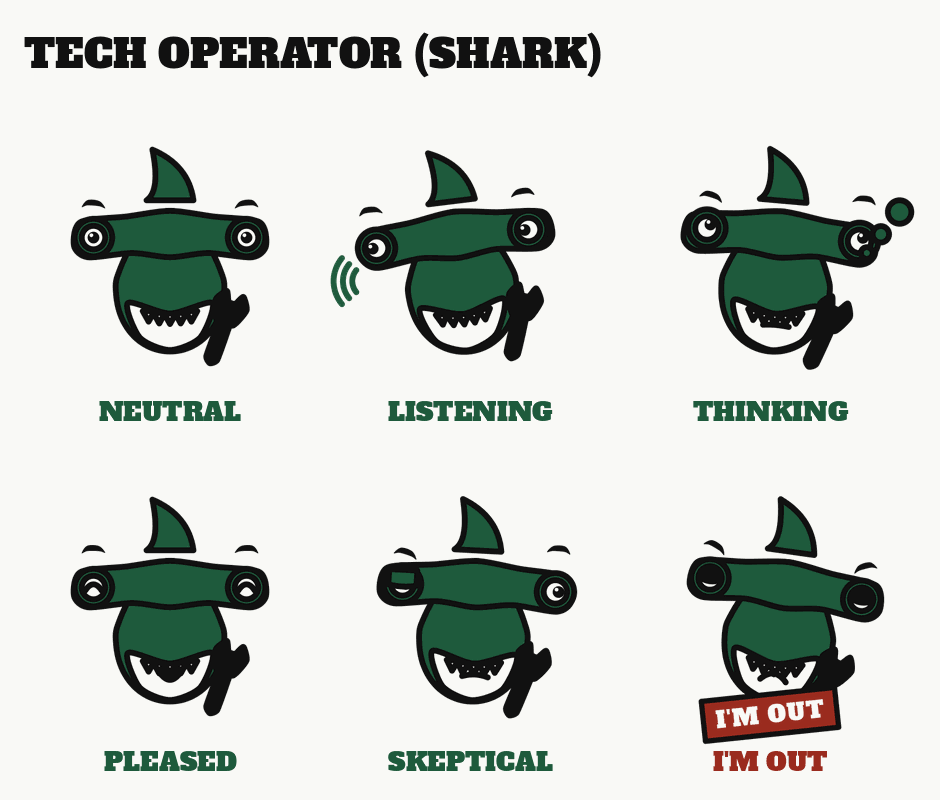 TECH OPERATOR (SHARK)
NEUTRAL
LISTENING
THINKING
PLEASED
SKEPTICAL
I'M OUT
I'M OUT